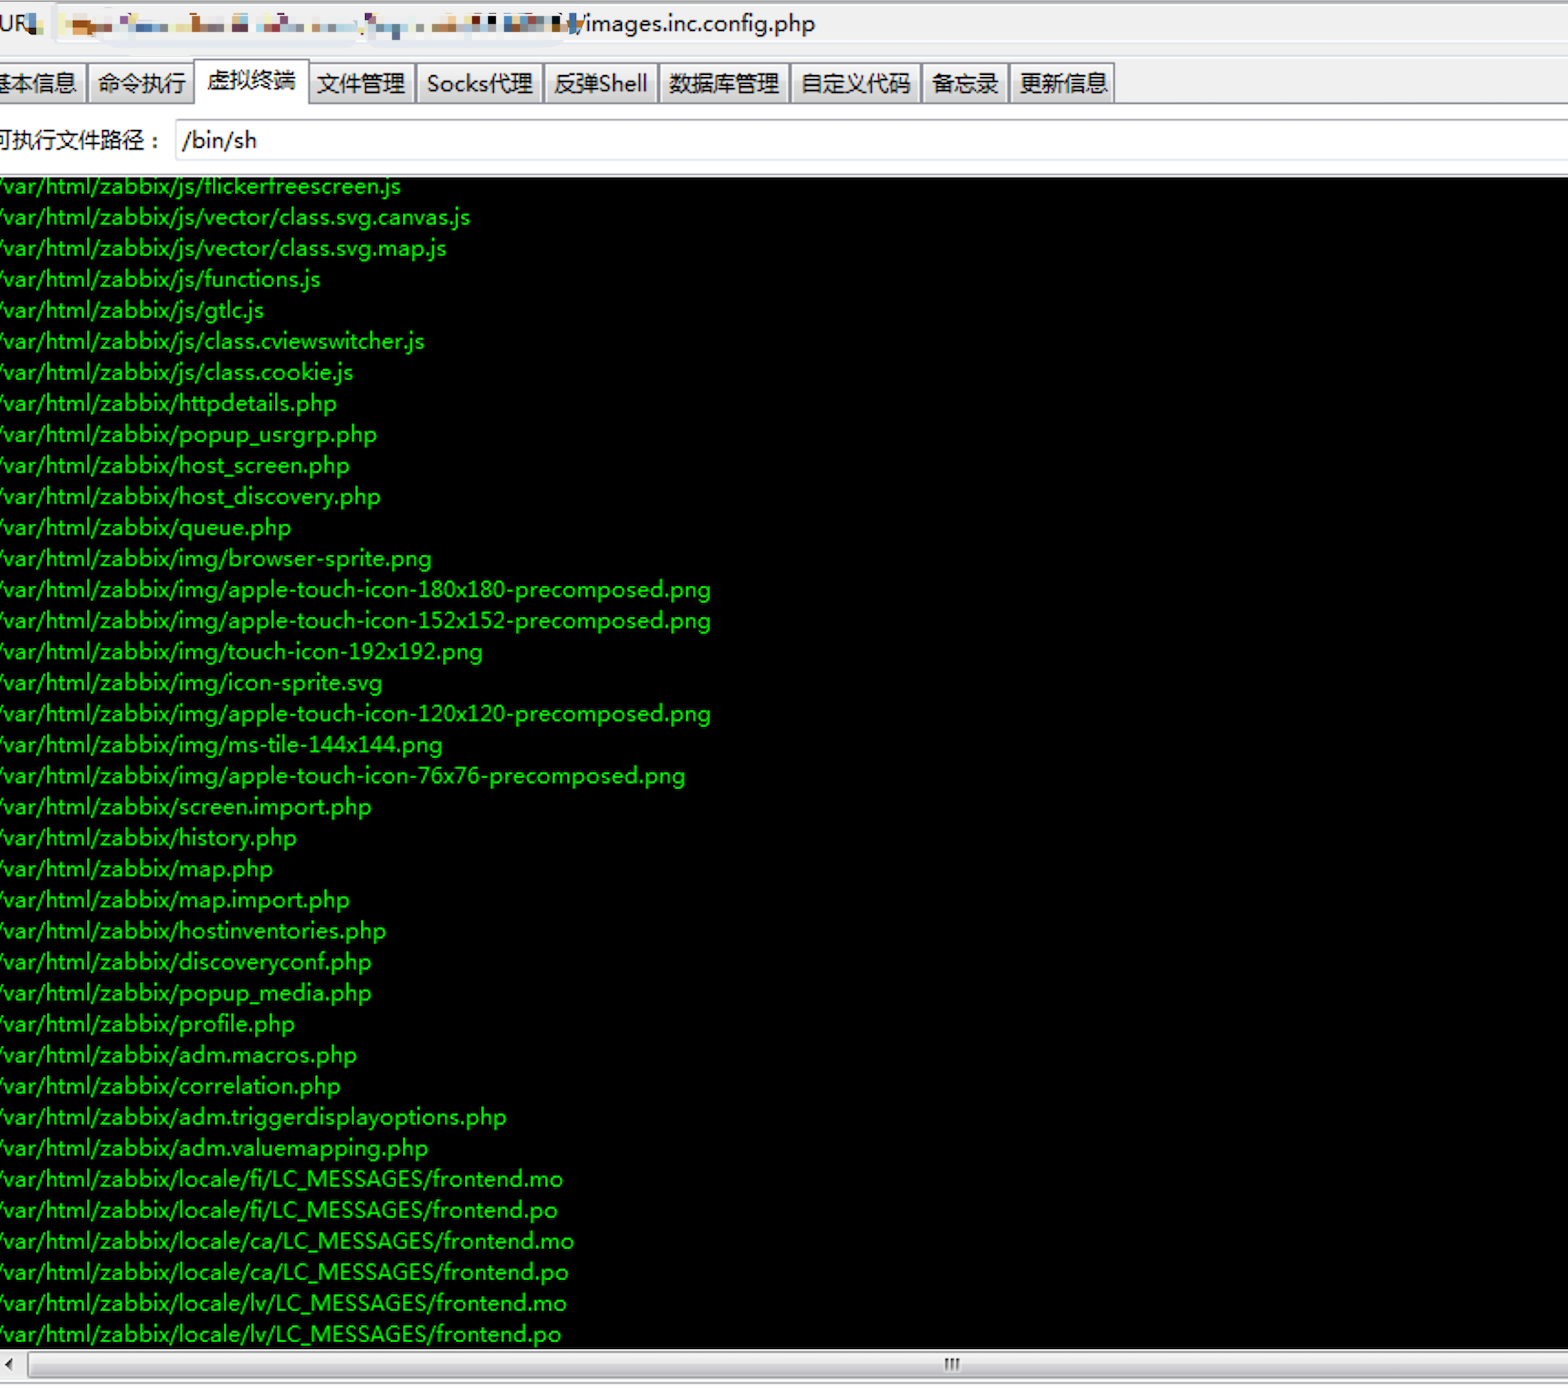 /images.inc.config.php
基本信息 命令执行 虚拟终端 文件管理 Socks代理 反弹Shell 数据库管理 自定义代码 备忘录 更新信息
可执行文件路径： /bin/sh
/var/html/zabbix/js/flickerfreescreen.js
/var/html/zabbix/js/vector/class.svg.canvas.js
/var/html/zabbix/js/vector/class.svg.map.js
/var/html/zabbix/js/functions.js
/var/html/zabbix/js/gtlc.js
/var/html/zabbix/js/class.cviewswitcher.js
/var/html/zabbix/js/class.cookie.js
/var/html/zabbix/httpdetails.php
/var/html/zabbix/popup_usrgrp.php
/var/html/zabbix/host_screen.php
/var/html/zabbix/host_discovery.php
/var/html/zabbix/queue.php
/var/html/zabbix/img/browser-sprite.png
/var/html/zabbix/img/apple-touch-icon-180x180-precomposed.png
/var/html/zabbix/img/apple-touch-icon-152x152-precomposed.png
/var/html/zabbix/img/touch-icon-192x192.png
/var/html/zabbix/img/icon-sprite.svg
/var/html/zabbix/img/apple-touch-icon-120x120-precomposed.png
/var/html/zabbix/img/ms-tile-144x144.png
/var/html/zabbix/img/apple-touch-icon-76x76-precomposed.png
/var/html/zabbix/screen.import.php
/var/html/zabbix/history.php
/var/html/zabbix/map.php
/var/html/zabbix/map.import.php
/var/html/zabbix/hostinventories.php
/var/html/zabbix/discoveryconf.php
/var/html/zabbix/popup_media.php
/var/html/zabbix/profile.php
/var/html/zabbix/adm.macros.php
/var/html/zabbix/correlation.php
/var/html/zabbix/adm.triggerdisplayoptions.php
/var/html/zabbix/adm.valuemapping.php
/var/html/zabbix/locale/fi/LC_MESSAGES/frontend.mo
/var/html/zabbix/locale/fi/LC_MESSAGES/frontend.po
/var/html/zabbix/locale/ca/LC_MESSAGES/frontend.mo
/var/html/zabbix/locale/ca/LC_MESSAGES/frontend.po
/var/html/zabbix/locale/lv/LC_MESSAGES/frontend.mo
/var/html/zabbix/locale/lv/LC_MESSAGES/frontend.po